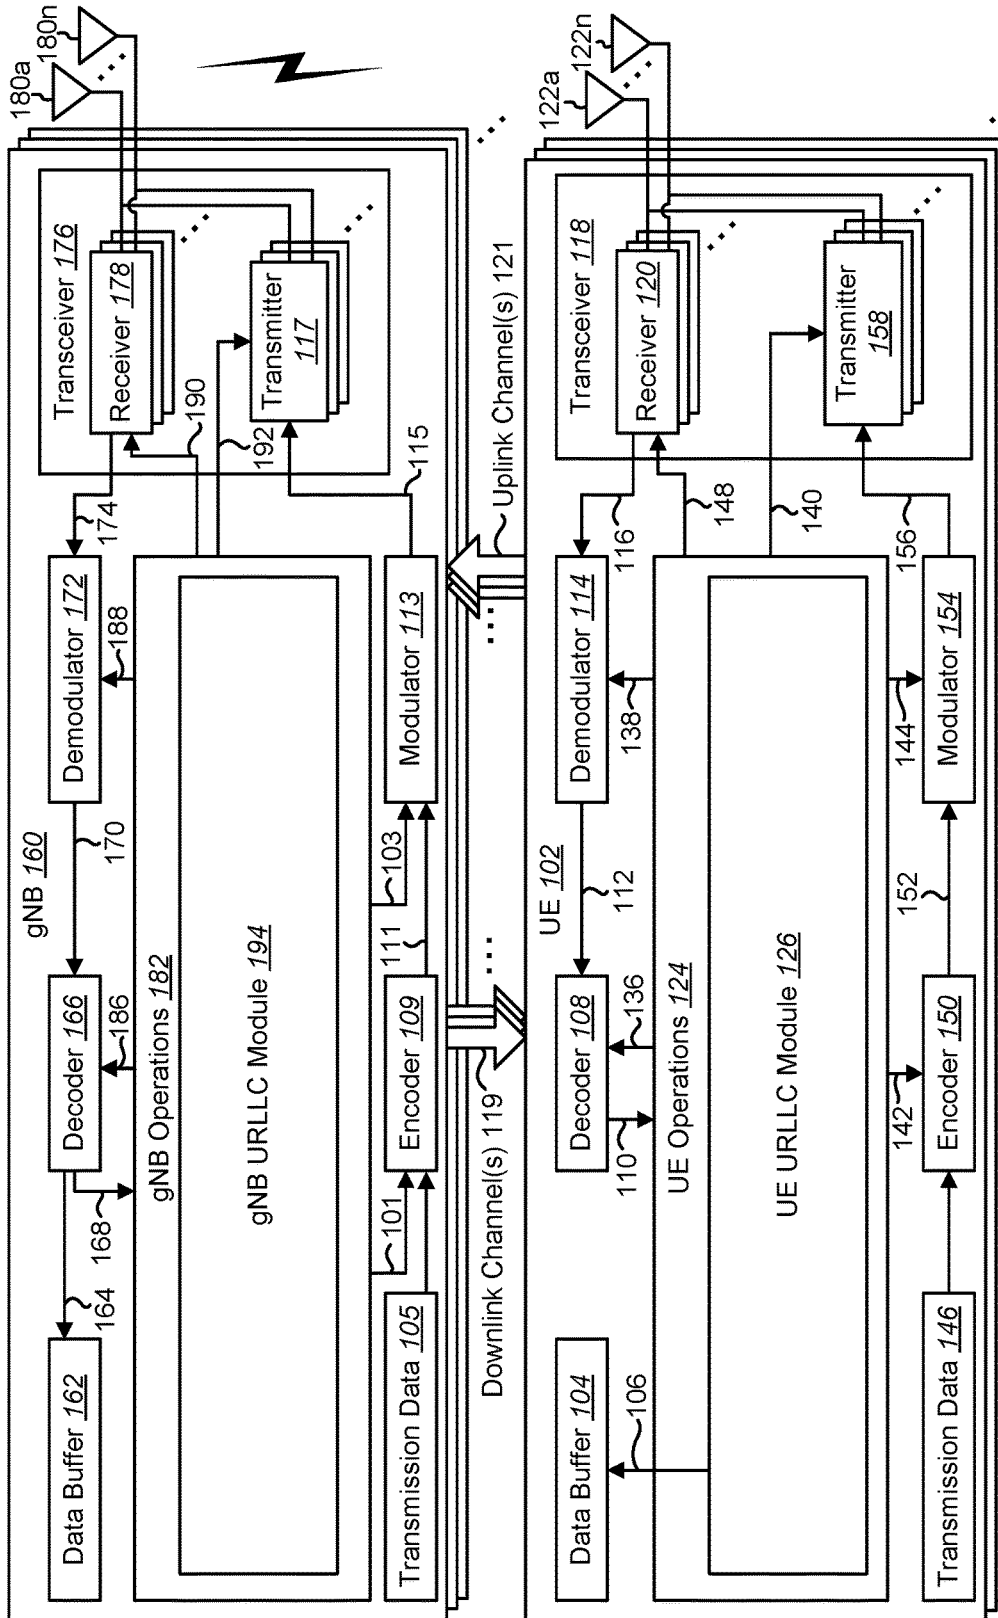 gNB 160
Data Buffer 162
164
Decoder 166
168
186
170
Demodulator 172
188
174
Transceiver 176
Receiver 178
190
180a
180n
gNB Operations 182
gNB URLLC Module 194
192
Transmitter
117
101
103
Transmission Data 105
Encoder 109
111
Modulator 113
115
Downlink Channel(s) 119
Uplink Channel(s) 121
UE 102
Data Buffer 104
106
Decoder 108
110
136
112
Demodulator 114
138
116
Transceiver 118
Receiver 120
148
122a
122n
UE Operations 124
UE URLLC Module 126
140
Transmitter
158
142
144
Transmission Data 146
Encoder 150
152
Modulator 154
156